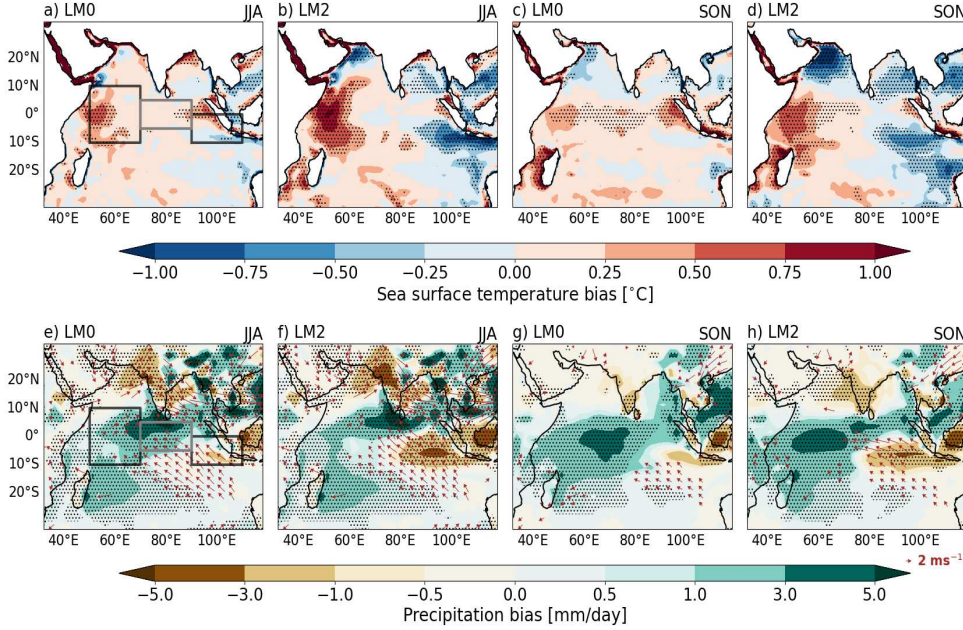 a) LM0 JJA b) LM2 JJA c) LM0 SON d) LM2 SON
20°N
10°N
0°
10°S
20°S
40°E 60°E 80°E 100°E 40°E 60°E 80°E 100°E 40°E 60°E 80°E 100°E 40°E 60°E 80°E 100°E
−1.00 −0.75 −0.50 −0.25 0.00 0.25 0.50 0.75 1.00
Sea surface temperature bias [°C]
e) LM0 JJA f) LM2 JJA g) LM0 SON h) LM2 SON
20°N
10°N
0°
10°S
20°S
40°E 60°E 80°E 100°E 40°E 60°E 80°E 100°E 40°E 60°E 80°E 100°E 40°E 60°E 80°E 100°E
2 ms⁻¹
−5.0 −3.0 −1.0 −0.5 0.0 0.5 1.0 3.0 5.0
Precipitation bias [mm/day]